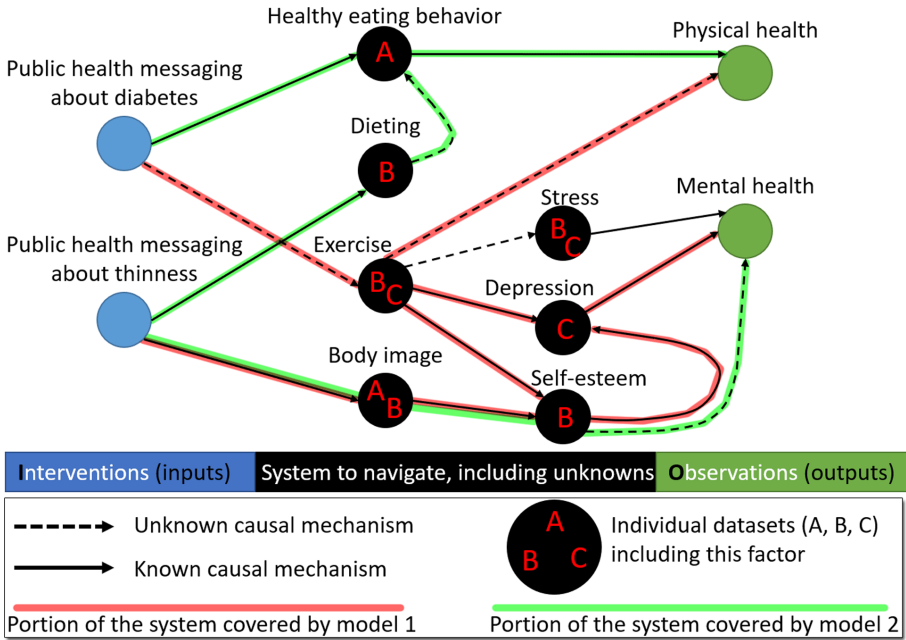 Healthy eating behavior
A
Physical health
Public health messaging
about diabetes
Dieting
B
Mental health
Stress
B
C
Public health messaging
about thinness
Exercise
B
C
Depression
C
Body image
A
B
Self-esteem
B
Interventions (inputs)
System to navigate, including unknowns
Observations (outputs)
Unknown causal mechanism
Known causal mechanism
A
B
C
Individual datasets (A, B, C)
including this factor
Portion of the system covered by model 1
Portion of the system covered by model 2